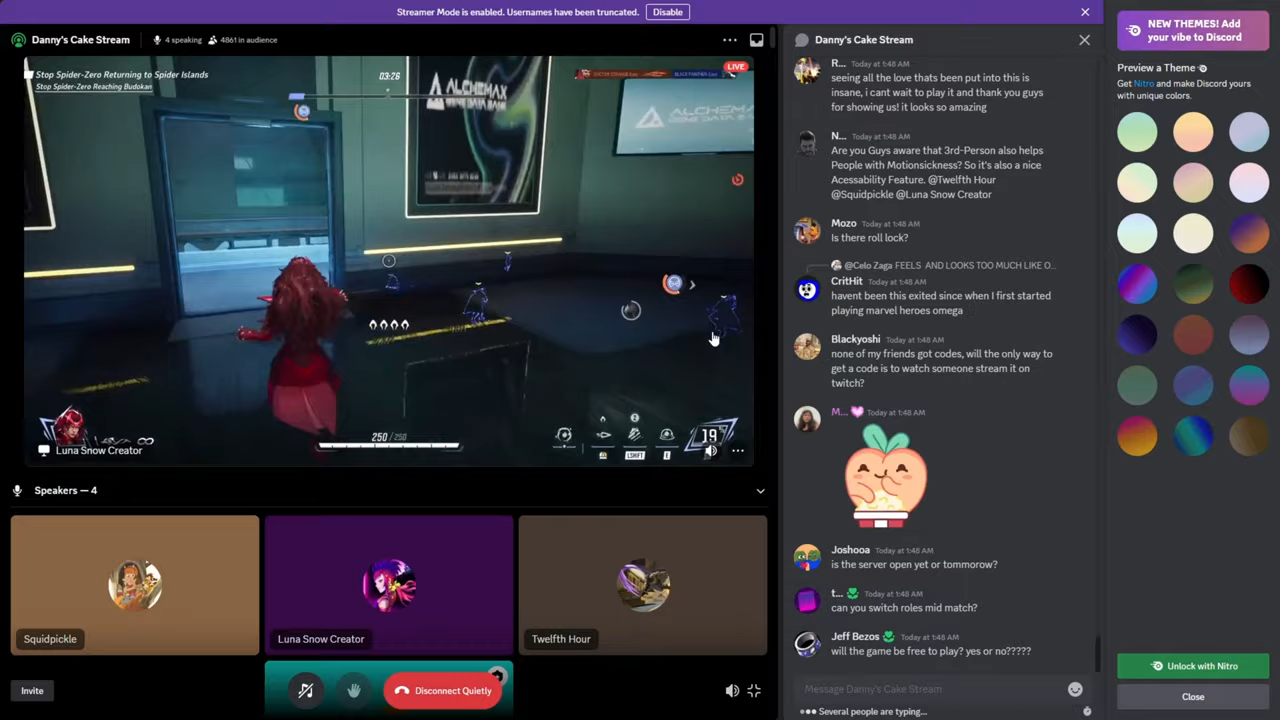 Streamer Mode is enabled. Usernames have been truncated.
Disable
Danny's Cake Stream
4 speaking
4861 in audience
Stop Spider-Zero Returning to Spider Islands
Stop Spider-Zero Reaching Budokan
03:26
LIVE
ALCHEMAX
GENE DATA BASE
ALCHEMAX
250 / 250
LSHIFT
E
19
Luna Snow Creator
Speakers — 4
Squidpickle
Luna Snow Creator
Twelfth Hour
Invite
Disconnect Quietly
Danny's Cake Stream
R... Today at 1:48 AM
seeing all the love thats been put into this is
insane, i cant wait to play it and thank you guys
for showing us! it looks so amazing
N... Today at 1:48 AM
Are you Guys aware that 3rd-Person also helps
People with Motionsickness? So it's also a nice
Acessability Feature. @Twelfth Hour
@Squidpickle @Luna Snow Creator
Mozo Today at 1:48 AM
Is there roll lock?
@Celo Zaga FEELS AND LOOKS TOO MUCH LIKE O...
CritHit Today at 1:48 AM
havent been this exited since when I first started
playing marvel heroes omega
Blackyoshi Today at 1:48 AM
none of my friends got codes, will the only way to
get a code is to watch someone stream it on
twitch?
M... Today at 1:48 AM
Joshooa Today at 1:48 AM
is the server open yet or tommorow?
t... Today at 1:48 AM
can you switch roles mid match?
Jeff Bezos Today at 1:48 AM
will the game be free to play? yes or no?????
Message Danny's Cake Stream
Several people are typing...
NEW THEMES! Add
your vibe to Discord
Preview a Theme
Get Nitro and make Discord yours
with unique colors.
Unlock with Nitro
Close